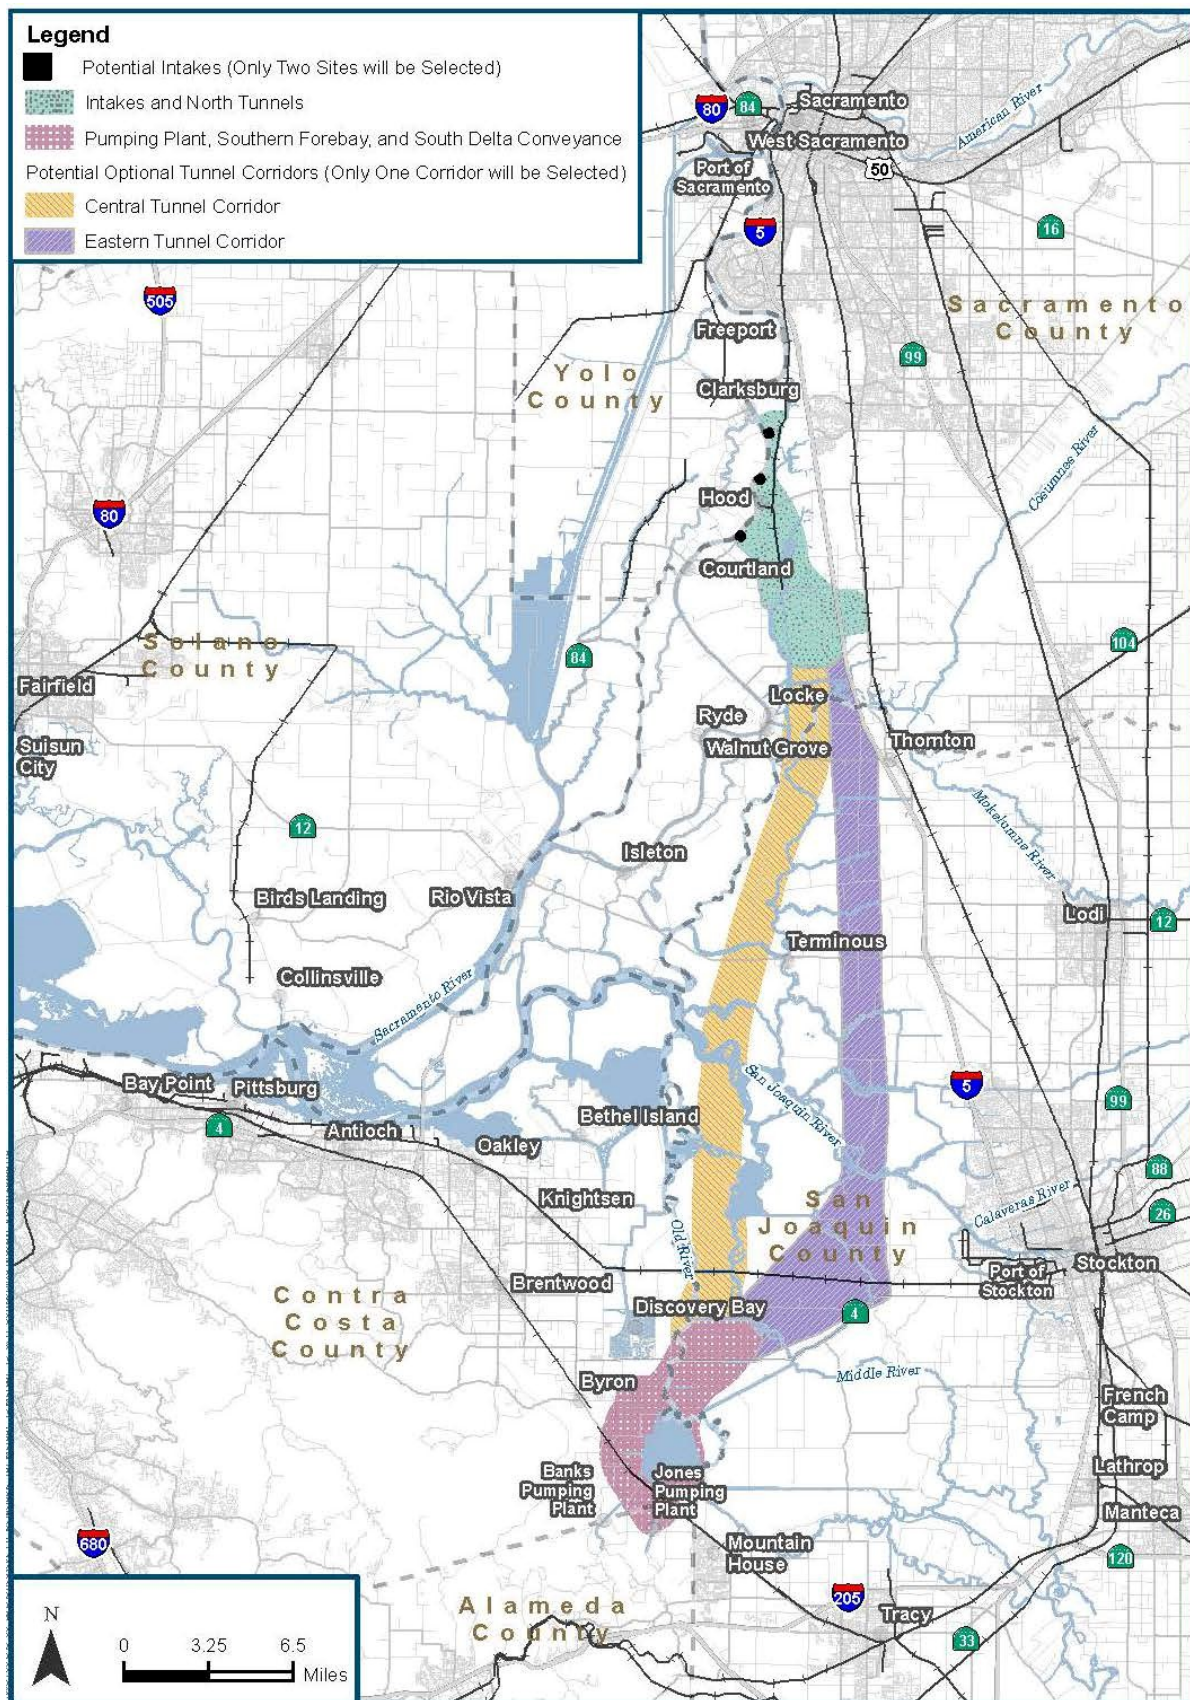 Legend
Potential Intakes (Only Two Sites will be Selected)
Intakes and North Tunnels
Pumping Plant, Southern Forebay, and South Delta Conveyance
Potential Optional Tunnel Corridors (Only One Corridor will be Selected)
Central Tunnel Corridor
Eastern Tunnel Corridor
80
84
Sacramento
American River
West Sacramento
Port of
Sacramento
50
5
16
505
Sacramento
County
Freeport
99
Yolo
County
Clarksburg
Cosumnes River
80
Hood
Courtland
Solano
County
84
104
Fairfield
Locke
Ryde
Suisun
City
Walnut Grove
Thornton
Mokelumne River
12
Isleton
Birds Landing
Rio Vista
Lodi
12
Terminous
Collinsville
Sacramento River
Bay Point
Pittsburg
San Joaquin River
5
99
4
Antioch
Bethel Island
Oakley
88
Knightsen
San
Joaquin
County
Calaveras River
26
Old River
Stockton
Port of
Stockton
Brentwood
Contra
Costa
County
Discovery Bay
4
Byron
Middle River
French
Camp
Banks
Pumping
Plant
Jones
Pumping
Plant
Lathrop
Manteca
680
Mountain
House
120
205
Alameda
County
Tracy
33
N
0
3.25
6.5
Miles